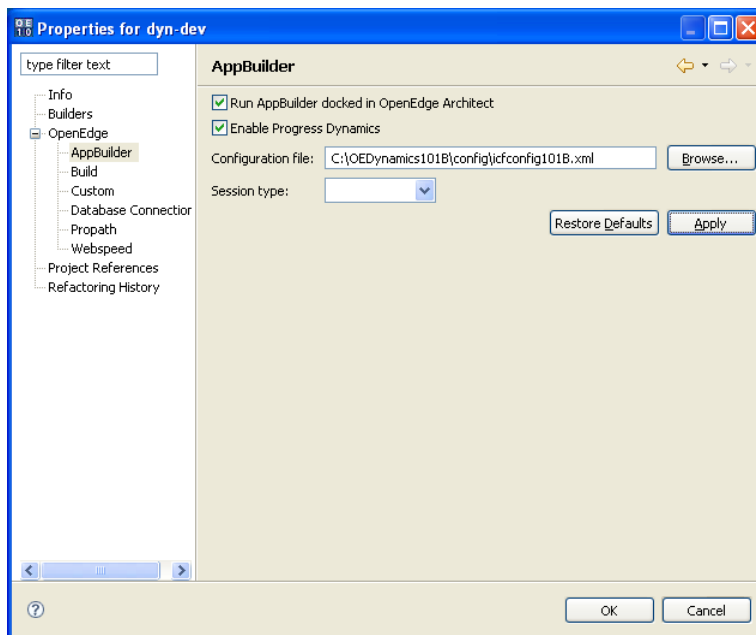 OE
10
Properties for dyn-dev
type filter text
Info
Builders
OpenEdge
AppBuilder
Build
Custom
Database Connection
Propath
Webspeed
Project References
Refactoring History
AppBuilder
Run AppBuilder docked in OpenEdge Architect
Enable Progress Dynamics
Configuration file: C:\OEDynamics101B\config\icfconfig101B.xml Browse...
Session type:
Restore Defaults Apply
? OK Cancel